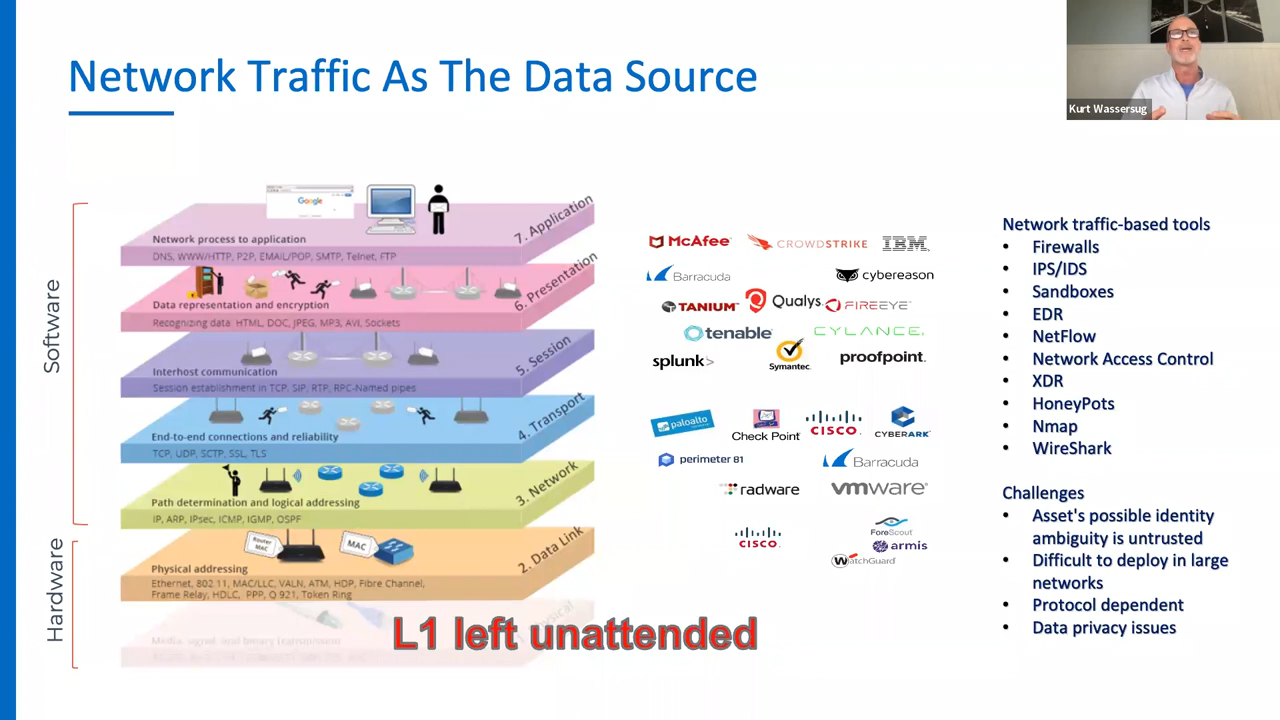 Network Traffic As The Data Source
Kurt Wassersug
Software
Hardware
Google
7. Application
Network process to application
DNS, WWW/HTTP, P2P, EMAIL/POP, SMTP, Telnet, FTP
6. Presentation
Data representation and encryption
Recognizing data: HTML, DOC, JPEG, MP3, AVI, Sockets
5. Session
Interhost communication
Session establishment in TCP, SIP, RTP, RPC-Named pipes
4. Transport
End-to-end connections and reliability
TCP, UDP, SCTP, SSL, TLS
3. Network
Path determination and logical addressing
IP, ARP, IPsec, ICMP, IGMP, OSPF
2. Data Link
Router MAC
MAC
Physical addressing
Ethernet, 802.11, MAC/LLC, VALN, ATM, HDP, Fibre Channel,
Frame Relay, HDLC, PPP, Q 921, Token Ring
Media, signal, and binary transmission
L1 left unattended
McAfee
CROWDSTRIKE
IBM
Barracuda
cybereason
TANIUM
Qualys.
FIREEYE
tenable
CYLANCE.
splunk>
Symantec.
proofpoint.
paloalto
Check Point
CISCO.
CYBERARK
perimeter 81
Barracuda
radware
vmware
CISCO.
ForeScout
armis
WatchGuard
Network traffic-based tools
• Firewalls
• IPS/IDS
• Sandboxes
• EDR
• NetFlow
• Network Access Control
• XDR
• HoneyPots
• Nmap
• WireShark
Challenges
• Asset's possible identity
ambiguity is untrusted
• Difficult to deploy in large
networks
• Protocol dependent
• Data privacy issues